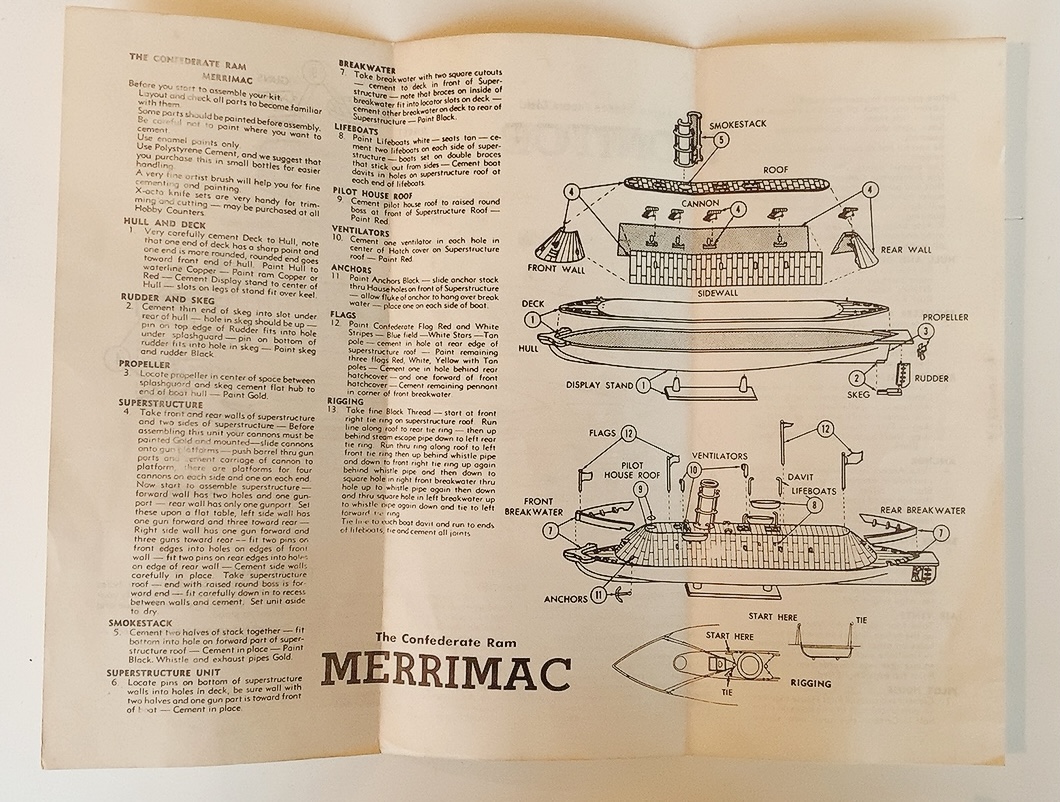 THE CONFEDERATE RAM
MERRIMAC
Before you start to assemble your kit.
Layout and check all parts to become familiar
with them.
Some parts should be painted before assembly.
Be careful not to paint where you want to
cement.
Use enamel paints only
Use Polystyrene Cement, and we suggest that
you purchase this in small bottles for easier
handling.
A very fine artist brush will help you for fine
cementing and painting.
X-acto knife sets are very handy for trim-
ming and cutting — may be purchased at all
Hobby Counters.
HULL AND DECK
1. Very carefully cement Deck to Hull, note
that one end of deck has a sharp point and
one end is more rounded, rounded end goes
toward front end of hull. Paint Hull to
waterline Copper — Paint ram Copper or
Red — Cement Display stand to center of
Hull — slots on legs of stand fit over keel.
RUDDER AND SKEG
2. Cement thin end of skeg into slot under
rear of hull — hole in skeg should be up —
pin on top edge of Rudder fits into hole
under splashguard — pin on bottom of
rudder fits into hole in skeg — Paint skeg
and rudder Black.
PROPELLER
3. Locate propeller in center of space between
splashguard and skeg cement flat hub to
end of boat hull — Paint Gold.
SUPERSTRUCTURE
4. Take front and rear walls of superstructure
and two sides of superstructure — Before
assembling this unit your cannons must be
painted Gold and mounted—slide cannons
onto gun platforms — push barrel thru gun
ports and cement carriage of cannon to
platform, there are platforms for four
cannons on each side and one on each end.
Now start to assemble superstructure —
forward wall has two holes and one gun-
port — rear wall has only one gunport. Set
these upon a flat table, left side wall has
one gun forward and three toward rear —
Right side wall has one gun forward and
three guns toward rear — fit two pins on
front edges into holes on edges of front
wall — fit two pins on rear edges into holes
on edge of rear wall — Cement side walls
carefully in place. Take superstructure
roof — end with raised round boss is for-
ward end — fit carefully down in to recess
between walls and cement. Set unit aside
to dry.
SMOKESTACK
5. Cement two halves of stack together — fit
bottom into hole on forward part of super-
structure roof — Cement in place — Paint
Black. Whistle and exhaust pipes Gold.
SUPERSTRUCTURE UNIT
6. Locate pins on bottom of superstructure
walls into holes in deck, be sure wall with
two halves and one gun part is toward front
of boat — Cement in place.
BREAKWATER
7. Take breakwater with two square cutouts
— cement to deck in front of Super-
structure — note that braces on inside of
breakwater fit into locator slots on deck —
cement other breakwater on deck to rear of
Superstructure — Paint Black.
LIFEBOATS
8. Paint Lifeboats white — seats tan — ce-
ment two lifeboats on each side of super-
structure — boats set on double braces
that stick out from sides — Cement boat
davits in holes on superstructure roof at
each end of lifeboats.
PILOT HOUSE ROOF
9. Cement pilot house roof to raised round
boss at front of Superstructure Roof —
Paint Red.
VENTILATORS
10. Cement one ventilator in each hole in
center of Hatch cover on Superstructure
roof — Paint Red.
ANCHORS
11. Paint Anchors Black — slide anchor stock
thru House holes on front of Superstructure
— allow fluke of anchor to hang over break
water — place one on each side of boat.
FLAGS
12. Paint Confederate Flag Red and White
Stripes — Blue field — White Stars — Tan
pole — cement in hole at rear edge of
superstructure roof — Paint remaining
three flags Red, White, Yellow with Tan
poles — Cement one in hole behind rear
hatchcover — and one forward of front
hatchcover — Cement remaining pennant
in corner of front breakwater.
RIGGING
13. Take fine Black Thread — start at front
right tie ring on superstructure roof. Run
line along roof to rear tie ring — then up
behind steam escape pipe down to left rear
tie ring. Run thru ring along roof to left
front tie ring then up behind whistle pipe
and down to front right tie ring up again
behind whistle pipe and then down to
square hole in right front breakwater thru
hole up to whistle pipe again then down
and thru square hole in left breakwater up
to whistle pipe again down and tie to left
forward tie ring
Tie line to each boat davit and run to ends
of lifeboats, tie and cement all joints.
The Confederate Ram
MERRIMAC
SMOKESTACK
5
ROOF
4
CANNON
4
4
FRONT WALL
REAR WALL
SIDEWALL
DECK
1
PROPELLER
3
HULL
DISPLAY STAND 1
2
RUDDER
SKEG
FLAGS 12
12
VENTILATORS
10
PILOT
HOUSE ROOF
9
DAVIT
LIFEBOATS
8
FRONT
BREAKWATER
7
REAR BREAKWATER
7
ANCHORS 11
START HERE
TIE
START HERE
TIE
RIGGING